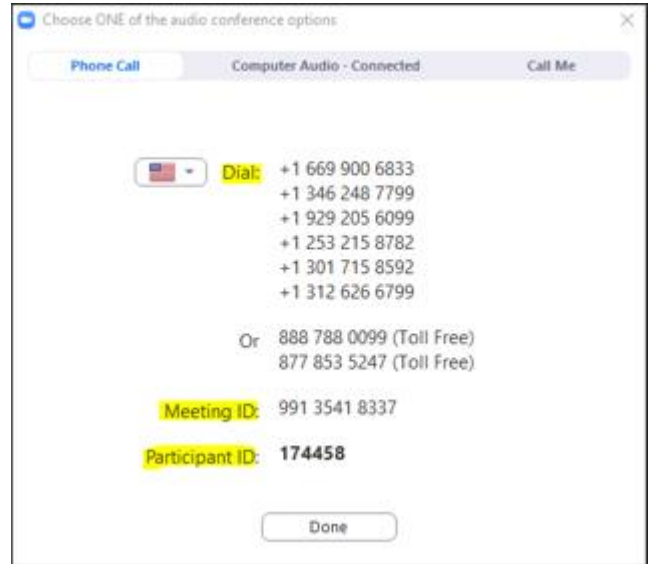 Choose ONE of the audio conference options
Phone Call Computer Audio - Connected Call Me
Dial: +1 669 900 6833
+1 346 248 7799
+1 929 205 6099
+1 253 215 8782
+1 301 715 8592
+1 312 626 6799
Or 888 788 0099 (Toll Free)
877 853 5247 (Toll Free)
Meeting ID: 991 3541 8337
Participant ID: 174458
Done